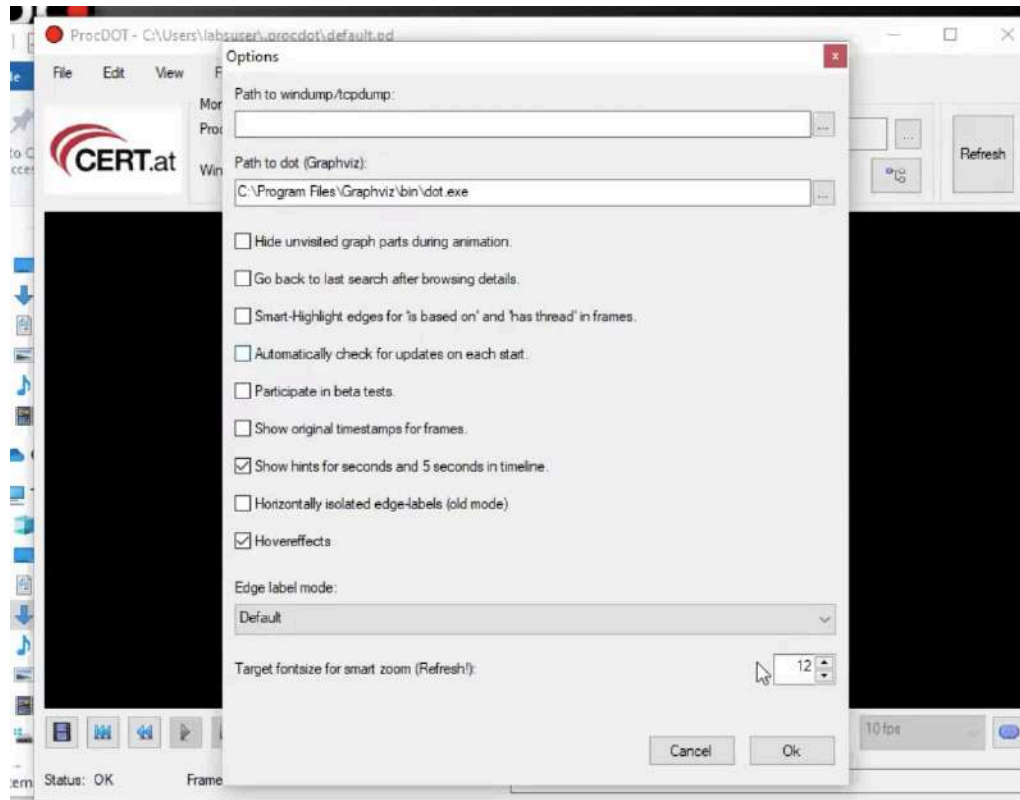 ProcDOT - C:\Users\labsuser\.procdot\default.pd
Options
x
File Edit View
Path to windump/tcpdump:
...
CERT.at
Path to dot (Graphviz):
C:\Program Files\Graphviz\bin\dot.exe
...
...
Refresh
Hide unvisited graph parts during animation.
Go back to last search after browsing details.
Smart-Highlight edges for 'is based on' and 'has thread' in frames.
Automatically check for updates on each start.
Participate in beta tests.
Show original timestamps for frames.
Show hints for seconds and 5 seconds in timeline.
Horizontally isolated edge-labels (old mode)
Hovereffects
Edge label mode:
Default
Target fontsize for smart zoom (Refresh!):
12
10 fps
Cancel Ok
Status: OK Frame